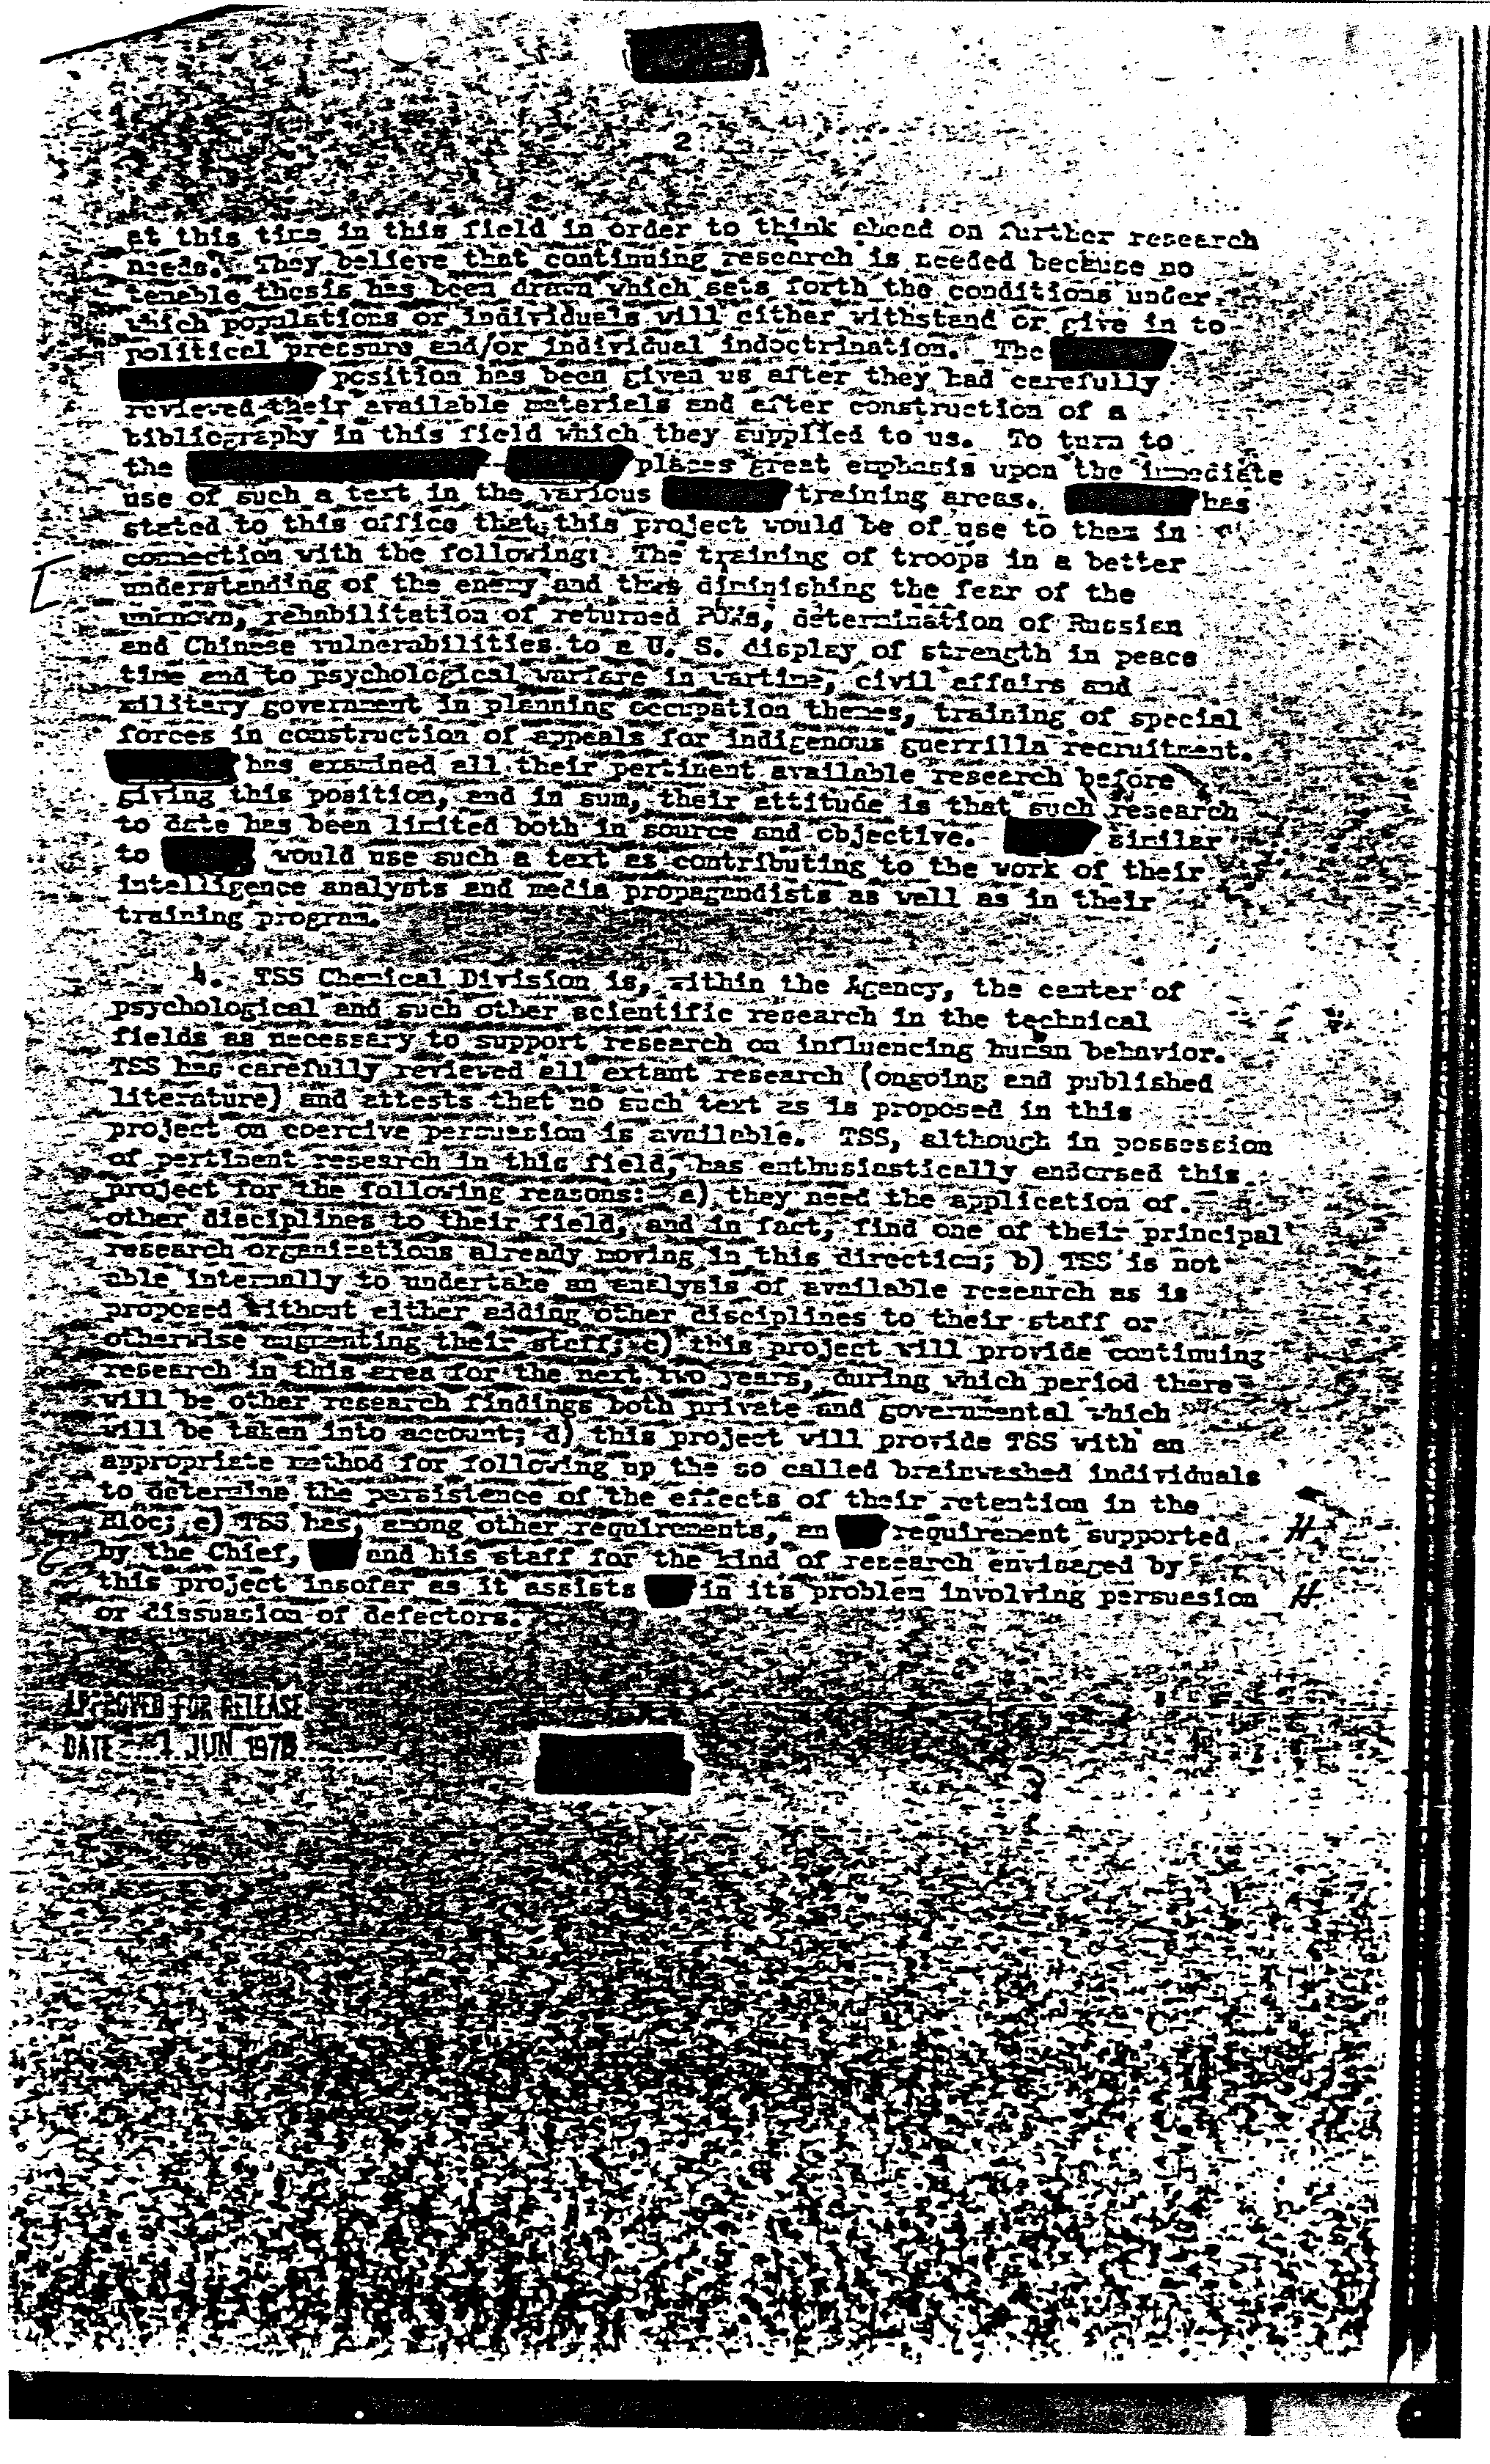 2
at this time in this field in order to think ahead on further research
needs. They believe that continuing research is needed because no
tenable thesis has been drawn which sets forth the conditions under
which populations or individuals will either withstand or give in to
political pressure and/or individual indoctrination. The
position has been given us after they had carefully
reviewed their available materials and after construction of a
bibliography in this field which they supplied to us. To turn to
the places great emphasis upon the immediate
use of such a text in the various training areas. has
stated to this office that this project would be of use to them in
connection with the following: The training of troops in a better
understanding of the enemy and thus diminishing the fear of the
unknown, rehabilitation of returned POWs, determination of Russian
and Chinese vulnerabilities to a U. S. display of strength in peace
time and to psychological warfare in wartime, civil affairs and
military government in planning occupation themes, training of special
forces in construction of appeals for indigenous guerrilla recruitment.
has examined all their pertinent available research before
giving this position, and in sum, their attitude is that such research
to date has been limited both in source and objective. similar
to would use such a text as contributing to the work of their
intelligence analysts and media propagandists as well as in their
training program.
4. TSS Chemical Division is, within the Agency, the center of
psychological and such other scientific research in the technical
fields as necessary to support research on influencing human behavior.
TSS has carefully reviewed all extant research (ongoing and published
literature) and attests that no such text as is proposed in this
project on coercive persuasion is available. TSS, although in possession
of pertinent research in this field, has enthusiastically endorsed this
project for the following reasons: a) they need the application of
other disciplines to their field, and in fact, find one of their principal
research organizations already moving in this direction; b) TSS is not
able internally to undertake an analysis of available research as is
proposed without either adding other disciplines to their staff or
otherwise augmenting their staff; c) this project will provide continuing
research in this area for the next two years, during which period there
will be other research findings both private and governmental which
will be taken into account; d) this project will provide TSS with an
appropriate method for following up the so called brainwashed individuals
to determine the persistence of the effects of their retention in the
Bloc; e) TSS has, among other requirements, an requirement supported H
by the Chief, and his staff for the kind of research envisaged by
this project insofar as it assists in its problem involving persuasion H
or dissuasion of defectors.
APPROVED FOR RELEASE
DATE 1 JUN 1978